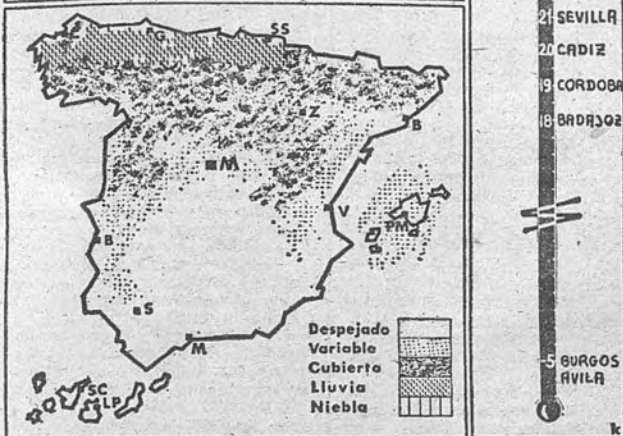 G
SS
V
Z
B
M
V
PM
B
S
M
SC
LP
Despejado
Variable
Cubierto
Lluvia
Niebla
21 SEVILLA
20 CADIZ
19 CORDOBA
18 BADAJOZ
-5 BURGOS
AVILA
k